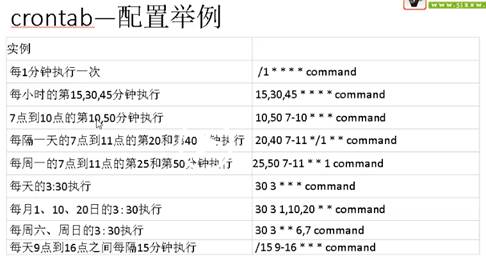 crontab—配置举例
实例
每1分钟执行一次 /1 * * * * command
每小时的第15,30,45分钟执行 15,30,45 * * * * command
7点到10点的第10,50分钟执行 10,50 7-10 * * * command
每隔一天的7点到11点的第20和第40 钟执行 20,40 7-11 */1 * * command
每周一的7点到11点的第25和第50分钟执行 25,50 7-11 * * 1 command
每天的3:30执行 30 3 * * * command
每月1、10、20日的3:30执行 30 3 1,10,20 * * command
每周六、周日的3:30执行 30 3 * * 6,7 command
每天9点到16点之间每隔15分钟执行 /15 9-16 * * * command